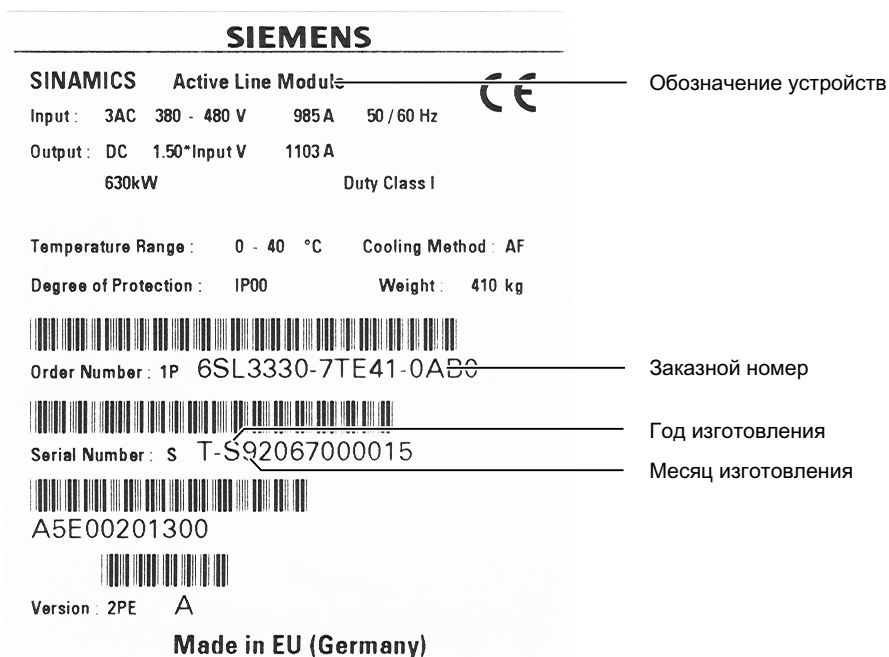 SIEMENS
SINAMICS Active Line Module
Обозначение устройств
CE
Input : 3AC 380 - 480 V 985 A 50 / 60 Hz
Output : DC 1.50*Input V 1103 A
630kW Duty Class I
Temperature Range : 0 - 40 °C Cooling Method : AF
Degree of Protection : IP00 Weight : 410 kg
Order Number : 1P 6SL3330-7TE41-0AB0
Заказной номер
Год изготовления
Serial Number : S T-S92067000015
Месяц изготовления
A5E00201300
Version : 2PE A
Made in EU (Germany)